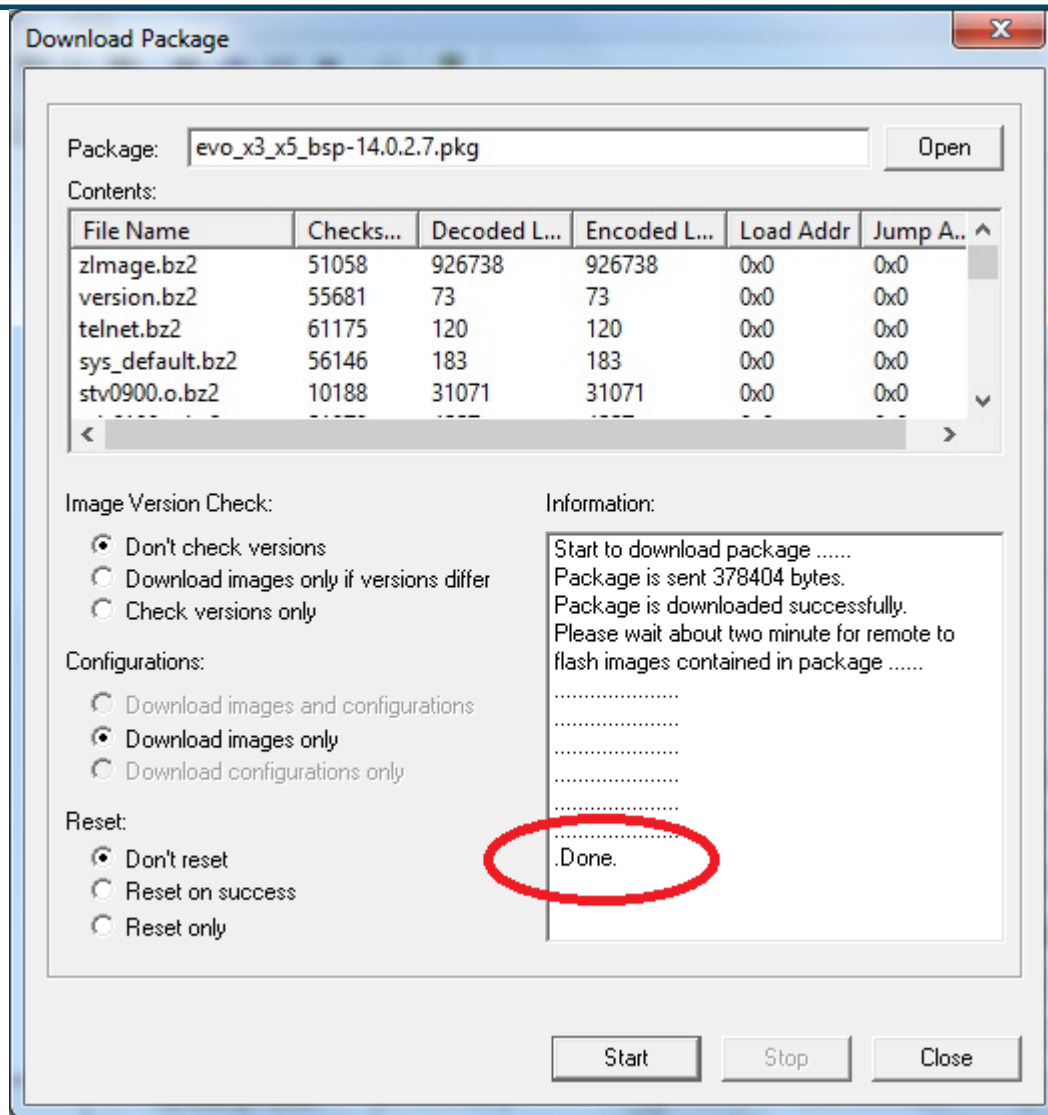 Download Package
Package: evo_x3_x5_bsp-14.0.2.7.pkg Open
Contents:
File Name Checks... Decoded L... Encoded L... Load Addr Jump A..
zImage.bz2 51058 926738 926738 0x0 0x0
version.bz2 55681 73 73 0x0 0x0
telnet.bz2 61175 120 120 0x0 0x0
sys_default.bz2 56146 183 183 0x0 0x0
stv0900.o.bz2 10188 31071 31071 0x0 0x0
Image Version Check:
Don't check versions
Download images only if versions differ
Check versions only
Configurations:
Download images and configurations
Download images only
Download configurations only
Reset:
Don't reset
Reset on success
Reset only
Information:
Start to download package ......
Package is sent 378404 bytes.
Package is downloaded successfully.
Please wait about two minute for remote to
flash images contained in package ......
.....................
.....................
.....................
.....................
.....................
.....................
.Done.
Start Stop Close